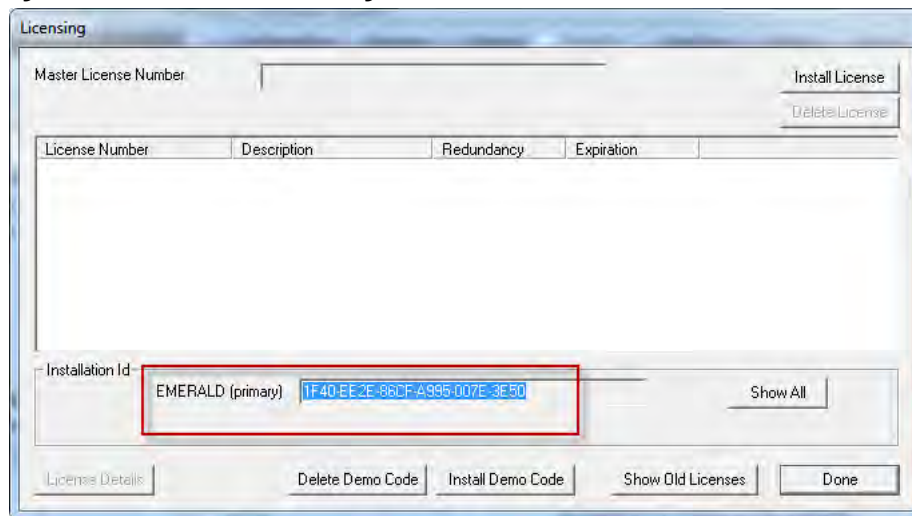 Licensing
Master License Number
Install License
Delete License
License Number Description Redundancy Expiration
Installation Id
EMERALD (primary) 1F40-EE2E-86CF-A995-007E-3E50
Show All
License Details Delete Demo Code Install Demo Code Show Old Licenses Done